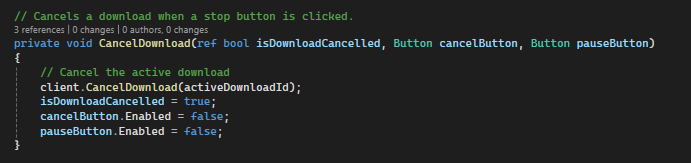 // Cancels a download when a stop button is clicked.
3 references | 0 changes | 0 authors, 0 changes
private void CancelDownload(ref bool isDownloadCancelled, Button cancelButton, Button pauseButton)
{
    // Cancel the active download
    client.CancelDownload(activeDownloadId);
    isDownloadCancelled = true;
    cancelButton.Enabled = false;
    pauseButton.Enabled = false;
}